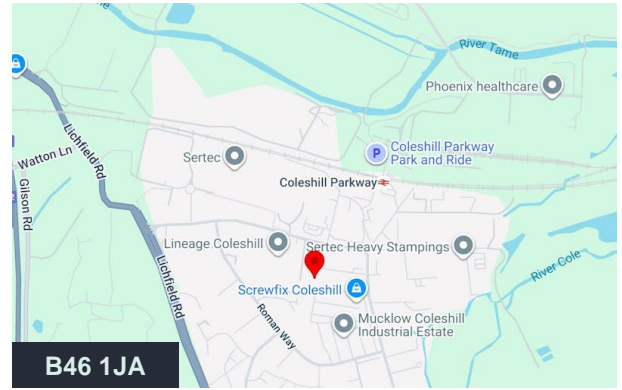 Tame
River Tame
Phoenix healthcare
Lichfield Rd
Watton Ln
Gilson Rd
Sertec
P
Coleshill Parkway
Park and Ride
Coleshill Parkway
Lineage Coleshill
Sertec Heavy Stampings
River Cole
Lichfield Rd
Screwfix Coleshill
Roman Way
Mucklow Coleshill
Industrial Estate
B46 1JA